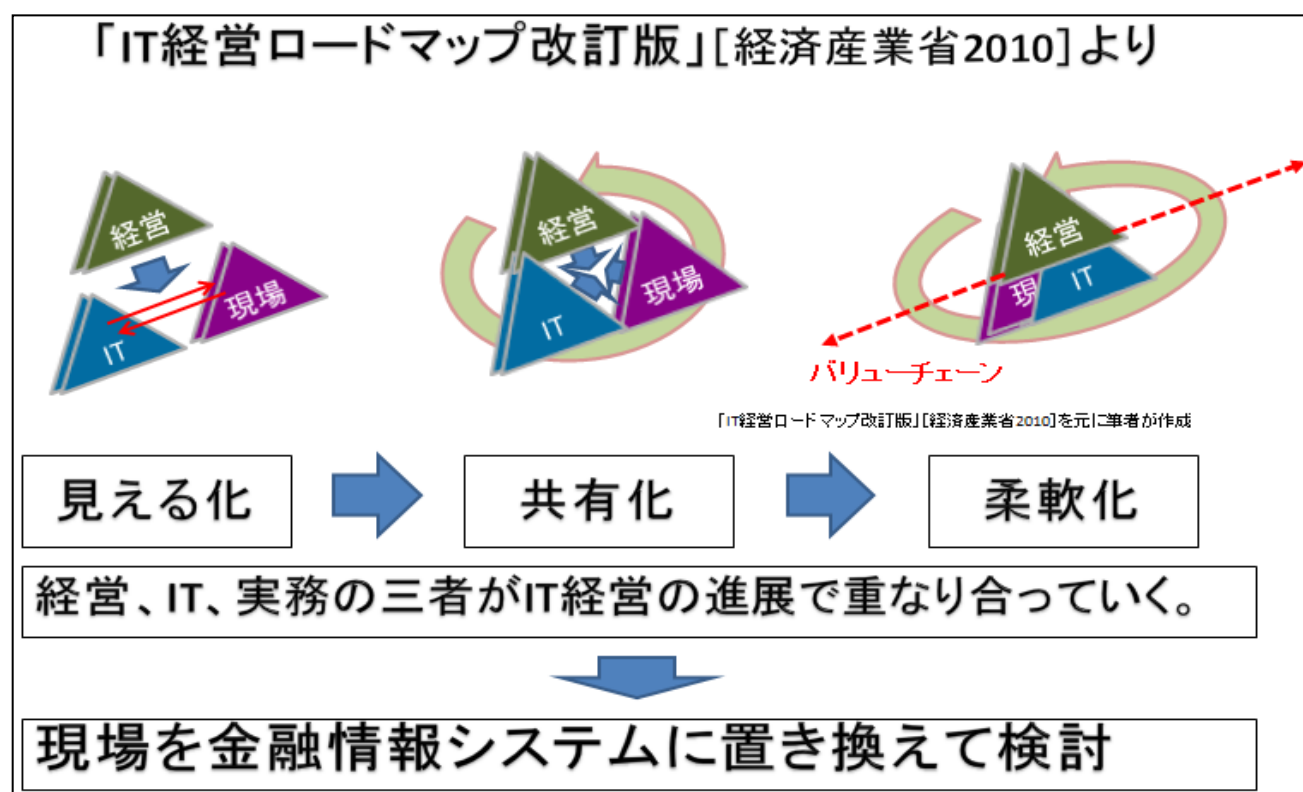 「IT経営ロードマップ改訂版」[経済産業省2010]より
経営
現場
IT
経営
現場
IT
経営
現
IT
バリューチェーン
「IT経営ロードマップ改訂版」[経済産業省2010]を元に筆者が作成
見える化
共有化
柔軟化
経営、IT、実務の三者がIT経営の進展で重なり合っていく。
現場を金融情報システムに置き換えて検討